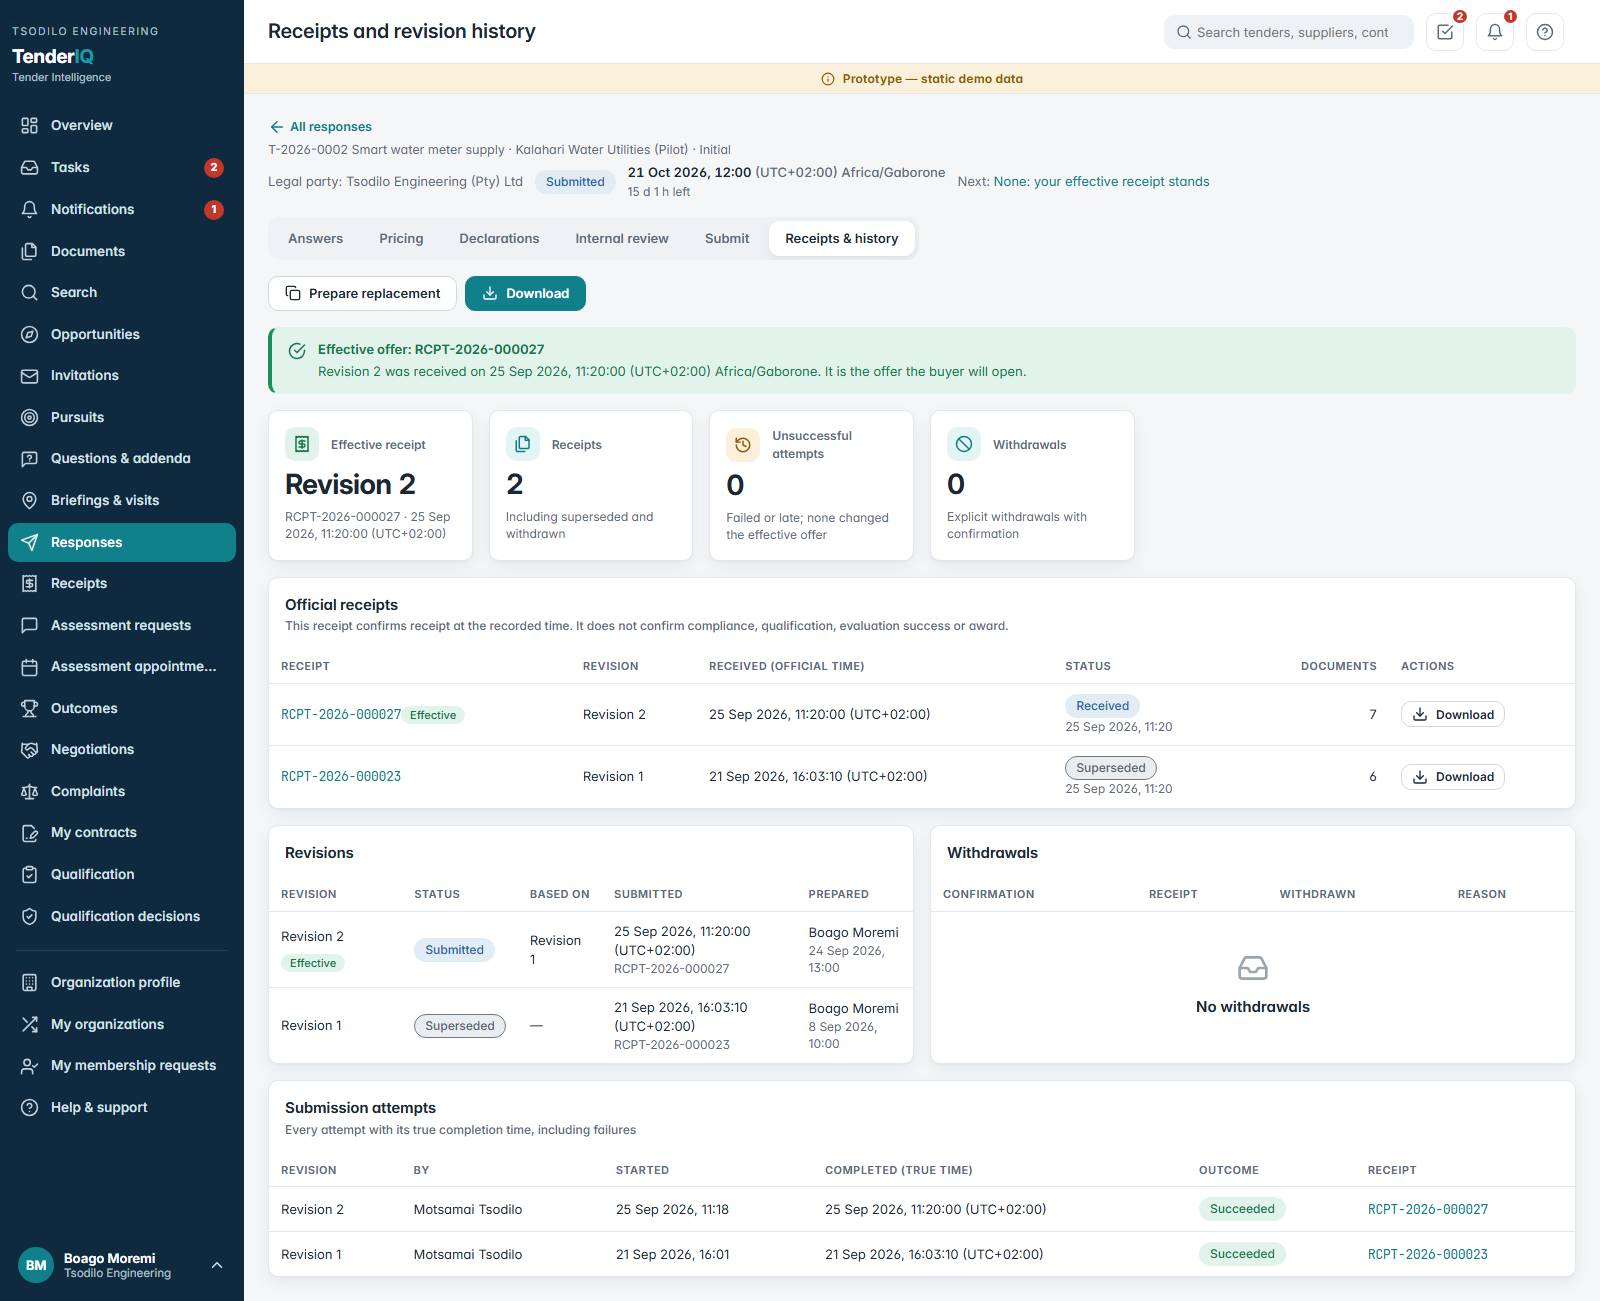 TSODILO ENGINEERING
TenderIQ
Tender Intelligence
Overview
Tasks 2
Notifications 1
Documents
Search
Opportunities
Invitations
Pursuits
Questions & addenda
Briefings & visits
Responses
Receipts
Assessment requests
Assessment appointme...
Outcomes
Negotiations
Complaints
My contracts
Qualification
Qualification decisions
Organization profile
My organizations
My membership requests
Help & support
BM
Boago Moremi
Tsodilo Engineering
Receipts and revision history
Search tenders, suppliers, cont
2
1
Prototype — static demo data
All responses
T-2026-0002 Smart water meter supply · Kalahari Water Utilities (Pilot) · Initial
Legal party: Tsodilo Engineering (Pty) Ltd Submitted 21 Oct 2026, 12:00 (UTC+02:00) Africa/Gaborone Next: None: your effective receipt stands
15 d 1 h left
Answers Pricing Declarations Internal review Submit Receipts & history
Prepare replacement Download
Effective offer: RCPT-2026-000027
Revision 2 was received on 25 Sep 2026, 11:20:00 (UTC+02:00) Africa/Gaborone. It is the offer the buyer will open.
Effective receipt
Revision 2
RCPT-2026-000027 · 25 Sep
2026, 11:20:00 (UTC+02:00)
Receipts
2
Including superseded and
withdrawn
Unsuccessful
attempts
0
Failed or late; none changed
the effective offer
Withdrawals
0
Explicit withdrawals with
confirmation
Official receipts
This receipt confirms receipt at the recorded time. It does not confirm compliance, qualification, evaluation success or award.
RECEIPT REVISION RECEIVED (OFFICIAL TIME) STATUS DOCUMENTS ACTIONS
RCPT-2026-000027 Effective Revision 2 25 Sep 2026, 11:20:00 (UTC+02:00) Received 7 Download
25 Sep 2026, 11:20
RCPT-2026-000023 Revision 1 21 Sep 2026, 16:03:10 (UTC+02:00) Superseded 6 Download
25 Sep 2026, 11:20
Revisions
REVISION STATUS BASED ON SUBMITTED PREPARED
Revision 2
Effective
Submitted
Revision
1
25 Sep 2026, 11:20:00
(UTC+02:00)
RCPT-2026-000027
Boago Moremi
24 Sep 2026,
13:00
Revision 1
Superseded
—
21 Sep 2026, 16:03:10
(UTC+02:00)
RCPT-2026-000023
Boago Moremi
8 Sep 2026,
10:00
Withdrawals
CONFIRMATION RECEIPT WITHDRAWN REASON
No withdrawals
Submission attempts
Every attempt with its true completion time, including failures
REVISION BY STARTED COMPLETED (TRUE TIME) OUTCOME RECEIPT
Revision 2 Motsamai Tsodilo 25 Sep 2026, 11:18 25 Sep 2026, 11:20:00 (UTC+02:00) Succeeded RCPT-2026-000027
Revision 1 Motsamai Tsodilo 21 Sep 2026, 16:01 21 Sep 2026, 16:03:10 (UTC+02:00) Succeeded RCPT-2026-000023